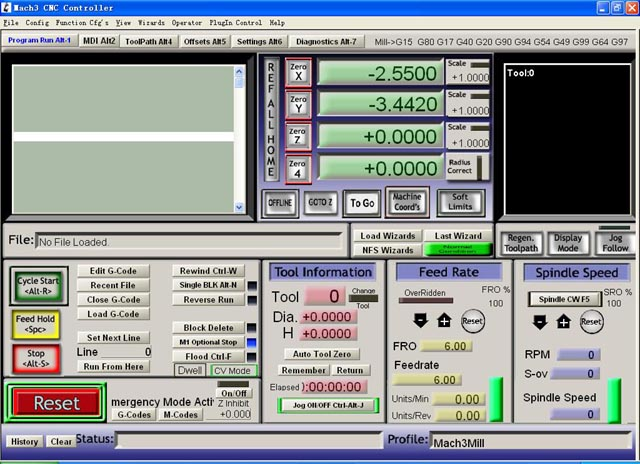 Mach3 CNC Controller
File Config Function Cfg's View Wizards Operator PlugIn Control Help
Program Run Alt-1 MDI Alt2 ToolPath Alt4 Offsets Alt5 Settings Alt6 Diagnostics Alt-7 Mill->G15 G80 G17 G40 G20 G90 G94 G54 G49 G99 G64 G97
REF ALL HOME
Zero X -2.5500 Scale +1.0000
Zero Y -3.4420 Scale +1.0000
Zero Z +0.0000 Scale +1.0000
Zero 4 +0.0000 Radius Correct
Tool:0
OFFLINE GOTO Z To Go Machine Coord's Soft Limits
File: No File Loaded.
Load Wizards Last Wizard
NFS Wizards Normal Condition
Regen. Toolpath Display Mode Jog Follow
Cycle Start <Alt-R>
Feed Hold <Spc>
Stop <Alt-S>
Edit G-Code
Recent File
Close G-Code
Load G-Code
Set Next Line
Line 0
Run From Here
Rewind Ctrl-W
Single BLK Alt-N
Reverse Run
Block Delete
M1 Optional Stop
Flood Ctrl-F
Dwell CV Mode
Tool Information
Tool 0 Change Tool
Dia. +0.0000
H +0.0000
Auto Tool Zero
Remember Return
Elapsed ):00:00:00
Jog ON/OFF Ctrl-Alt-J
Feed Rate
OverRidden FRO % 100
Reset
FRO 6.00
Feedrate
6.00
Units/Min 0.00
Units/Rev 0.00
Spindle Speed
Spindle CW F5 SRO % 100
Reset
RPM 0
S-ov 0
Spindle Speed
0
Reset
mergency Mode Acti
G-Codes M-Codes
On/Off
Z Inhibit
+0.000
History Clear Status: Profile: Mach3Mill